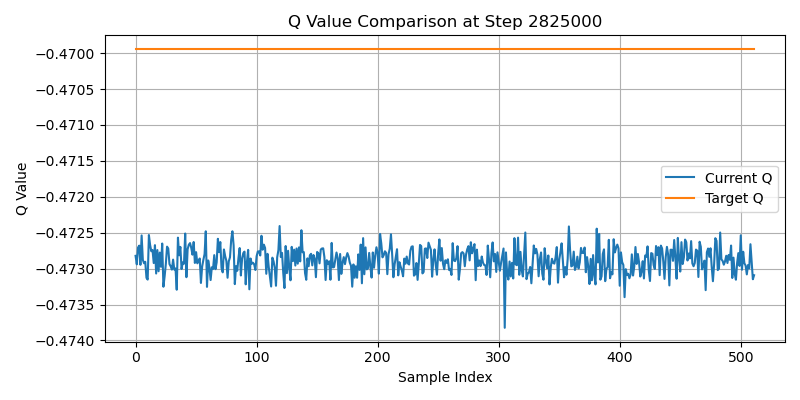 Q Value Comparison at Step 2825000
Q Value
−0.4700
−0.4705
−0.4710
−0.4715
−0.4720
−0.4725
−0.4730
−0.4735
−0.4740
Current Q
Target Q
0 100 200 300 400 500
Sample Index